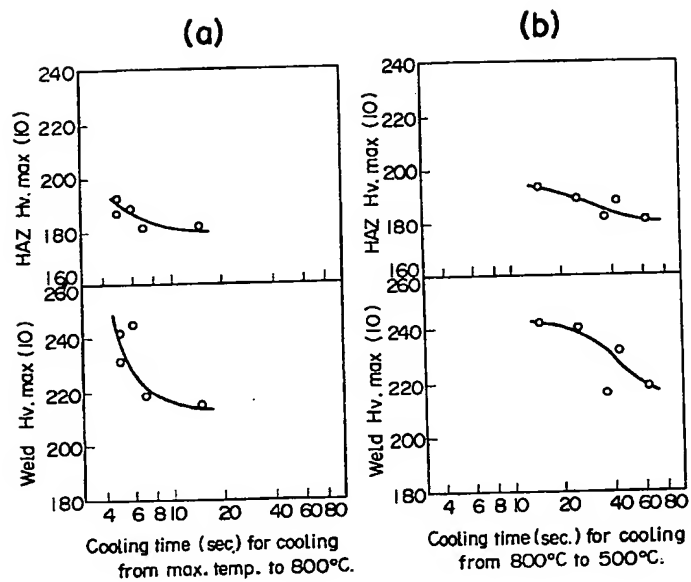 (a)
HAZ Hv. max (10)
240
220
200
180
160
Weld Hv. max (10)
260
240
220
200
180
4 6 8 10 20 40 60 80
Cooling time (sec.) for cooling
from max. temp. to 800°C.
(b)
HAZ Hv. max (10)
240
220
200
180
160
Weld Hv. max (10)
240
220
200
180
4 6 8 10 20 40 60 80
Cooling time (sec.) for cooling
from 800°C to 500°C.